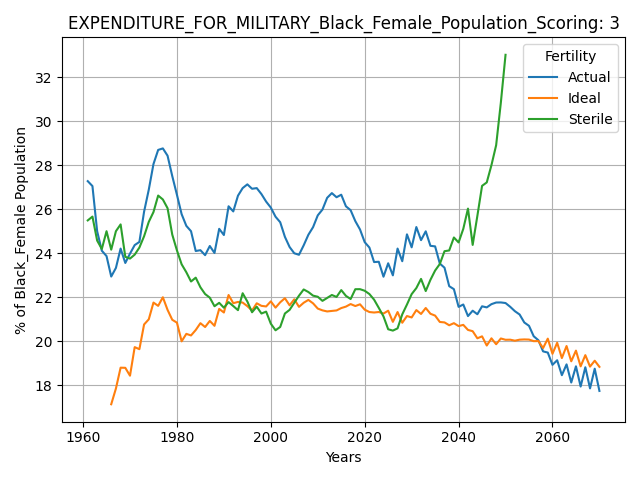 EXPENDITURE_FOR_MILITARY_Black_Female_Population_Scoring: 3
Fertility
Actual
Ideal
Sterile
% of Black_Female Population
32
30
28
26
24
22
20
18
1960 1980 2000 2020 2040 2060
Years